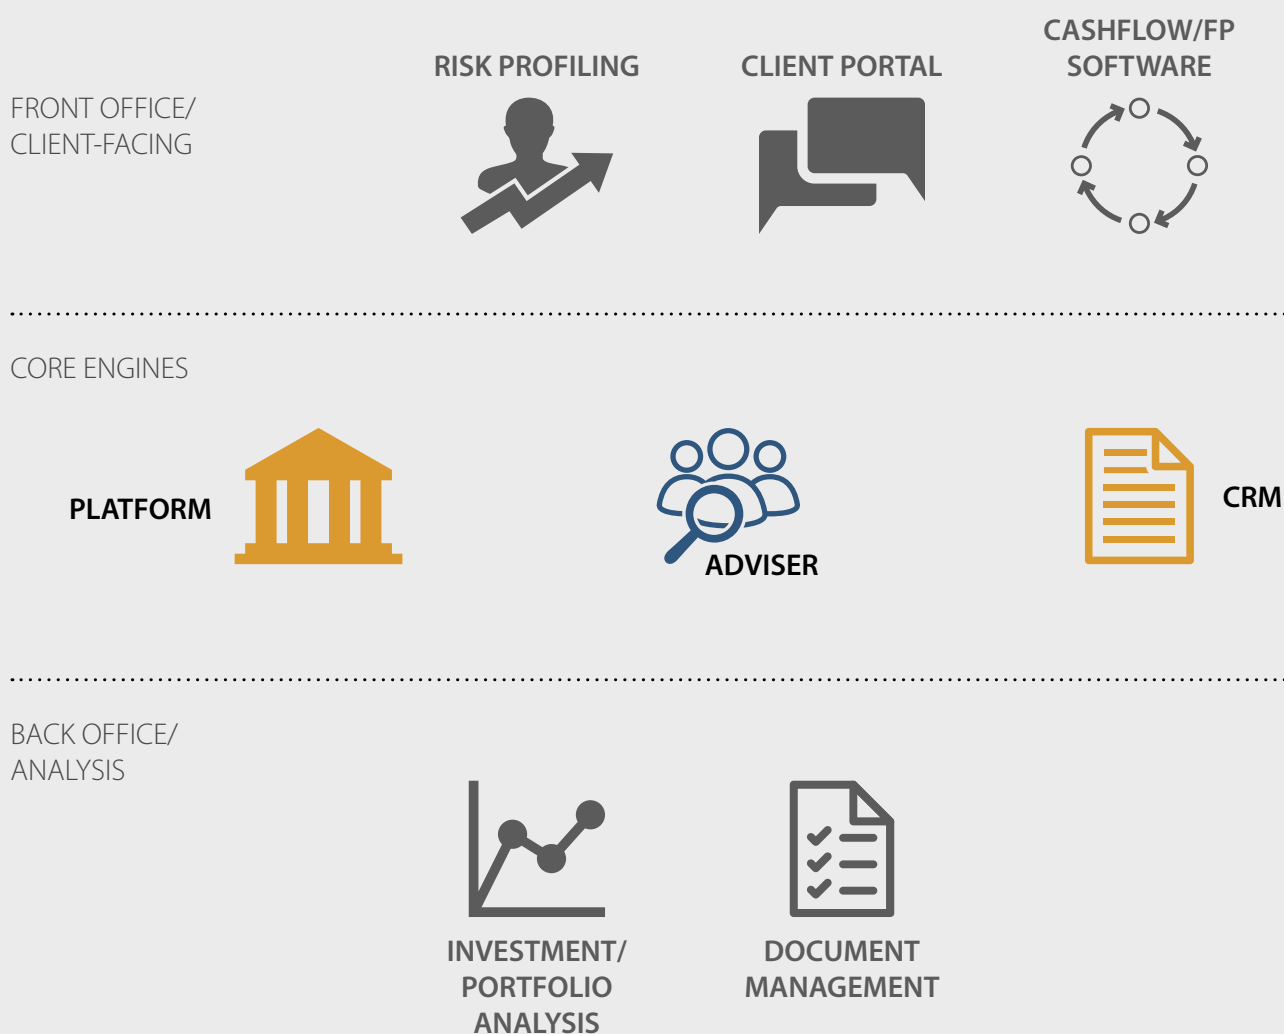 CASHFLOW/FP
RISK PROFILING CLIENT PORTAL SOFTWARE
FRONT OFFICE/
CLIENT-FACING
CORE ENGINES
PLATFORM
CRM
ADVISER
BACK OFFICE/
ANALYSIS
INVESTMENT/ DOCUMENT
PORTFOLIO MANAGEMENT
ANALYSIS